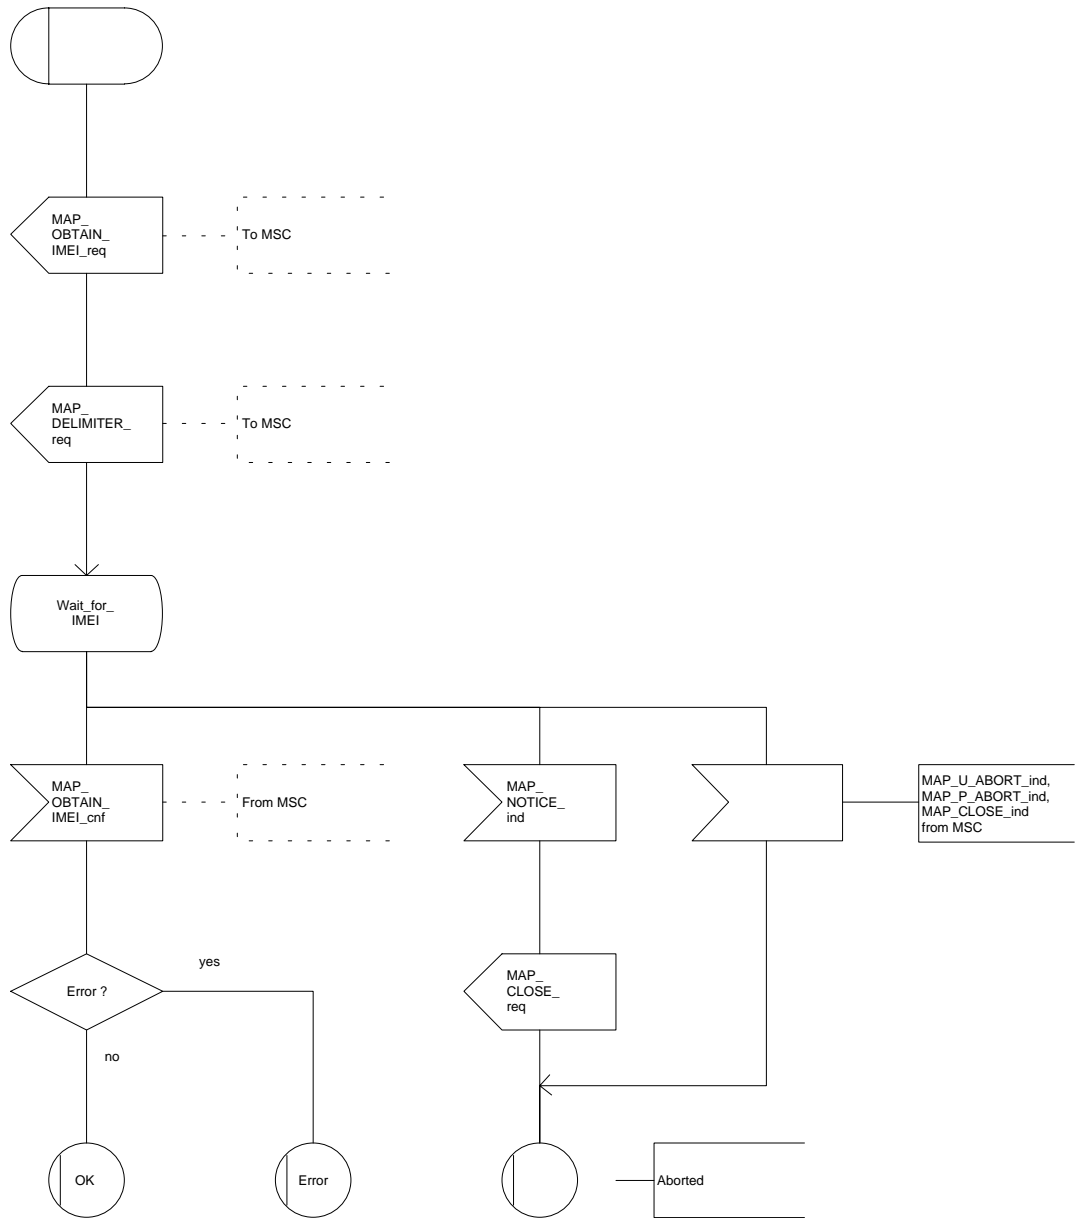 MAP_
OBTAIN_
IMEI_req
To MSC
MAP_
DELIMITER_
req
To MSC
Wait_for_
IMEI
MAP_
OBTAIN_
IMEI_cnf
From MSC
MAP_
NOTICE_
ind
MAP_U_ABORT_ind,
MAP_P_ABORT_ind,
MAP_CLOSE_ind
from MSC
Error ?
yes
no
MAP_
CLOSE_
req
OK
Error
Aborted